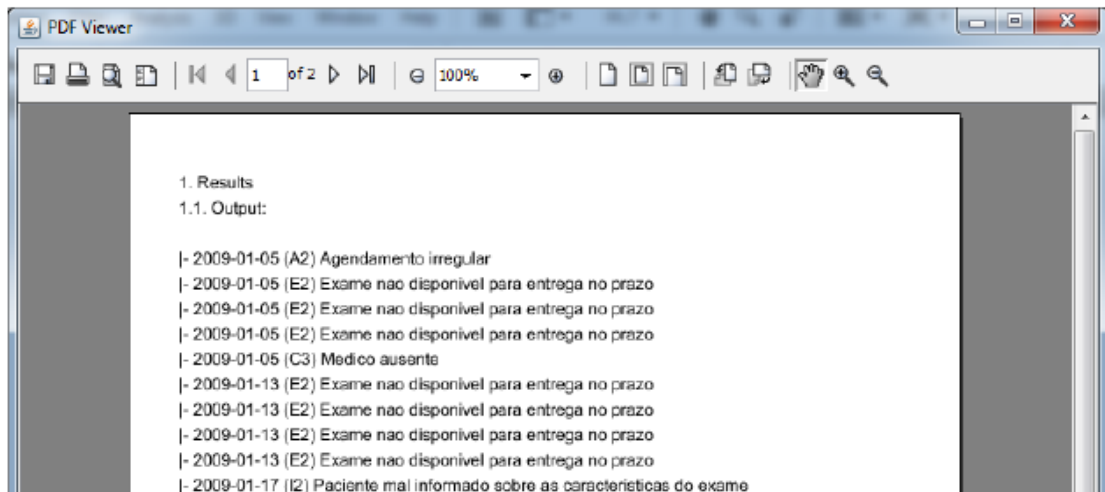 PDF Viewer
1 of 2 100%
1. Results
1.1. Output:
|- 2009-01-05 (A2) Agendamento irregular
|- 2009-01-05 (E2) Exame nao disponivel para entrega no prazo
|- 2009-01-05 (E2) Exame nao disponivel para entrega no prazo
|- 2009-01-05 (E2) Exame nao disponivel para entrega no prazo
|- 2009-01-05 (C3) Medico ausente
|- 2009-01-13 (E2) Exame nao disponivel para entrega no prazo
|- 2009-01-13 (E2) Exame nao disponivel para entrega no prazo
|- 2009-01-13 (E2) Exame nao disponivel para entrega no prazo
|- 2009-01-13 (E2) Exame nao disponivel para entrega no prazo
|- 2009-01-17 (I2) Paciente mal informado sobre as caracteristicas do exame